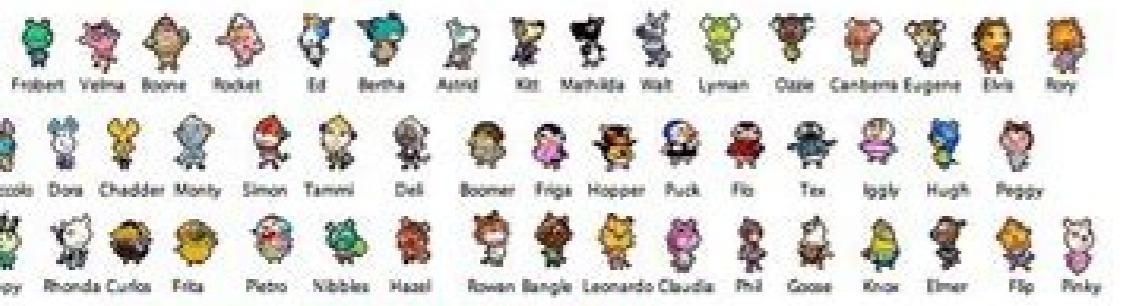 Frobert Velma Boone Rocket Ed Bertha Astrid Kitt Mathilda Walt Lyman Ozzie Canberra Eugene Elvis Rory
ccolo Dora Chadder Monty Simon Tammi Deli Boomer Friga Hopper Puck Flo Tex Iggly Hugh Peggy
ppy Rhonda Curlos Frita Pietro Nibbles Hazel Rowan Bangle Leonardo Claudia Phil Goose Knox Elmer Flip Pinky